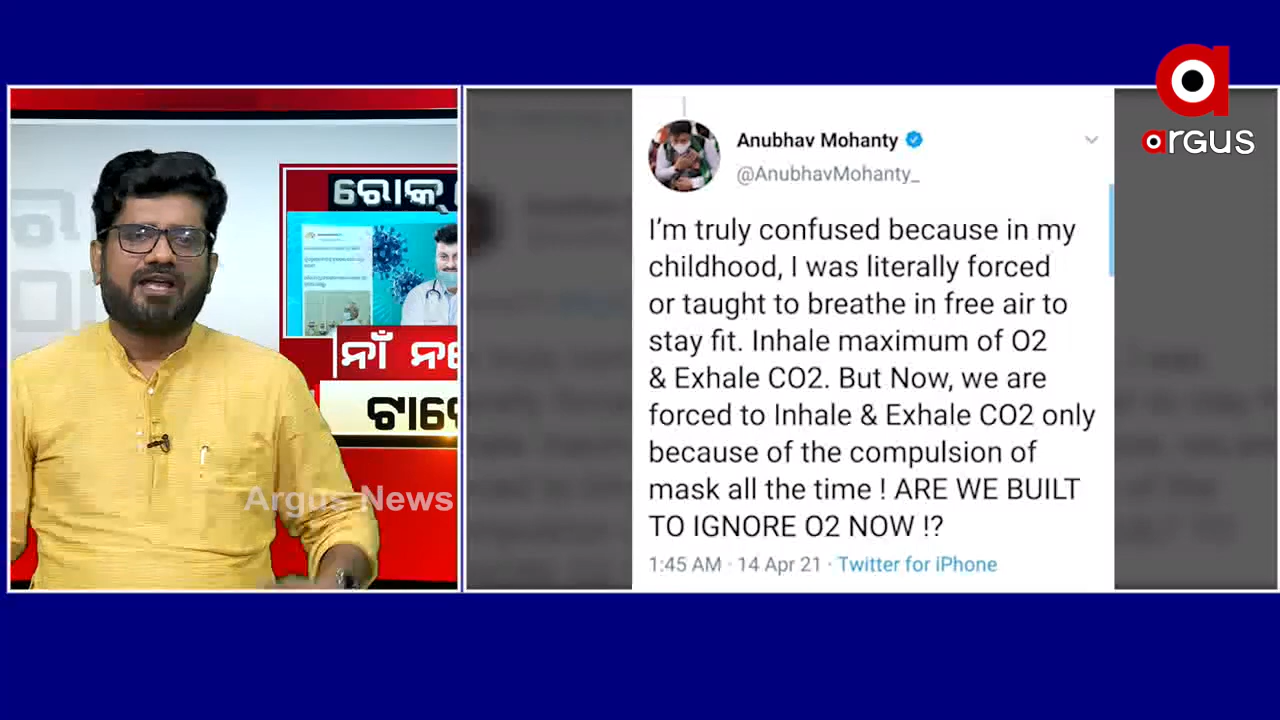 argus
ରୋକ୍
ନାଁ
Argus News
Anubhav Mohanty
@AnubhavMohanty_
I'm truly confused because in my
childhood, I was literally forced
or taught to breathe in free air to
stay fit. Inhale maximum of O2
& Exhale CO2. But Now, we are
forced to Inhale & Exhale CO2 only
because of the compulsion of
mask all the time ! ARE WE BUILT
TO IGNORE O2 NOW !?
1:45 AM · 14 Apr 21 · Twitter for iPhone